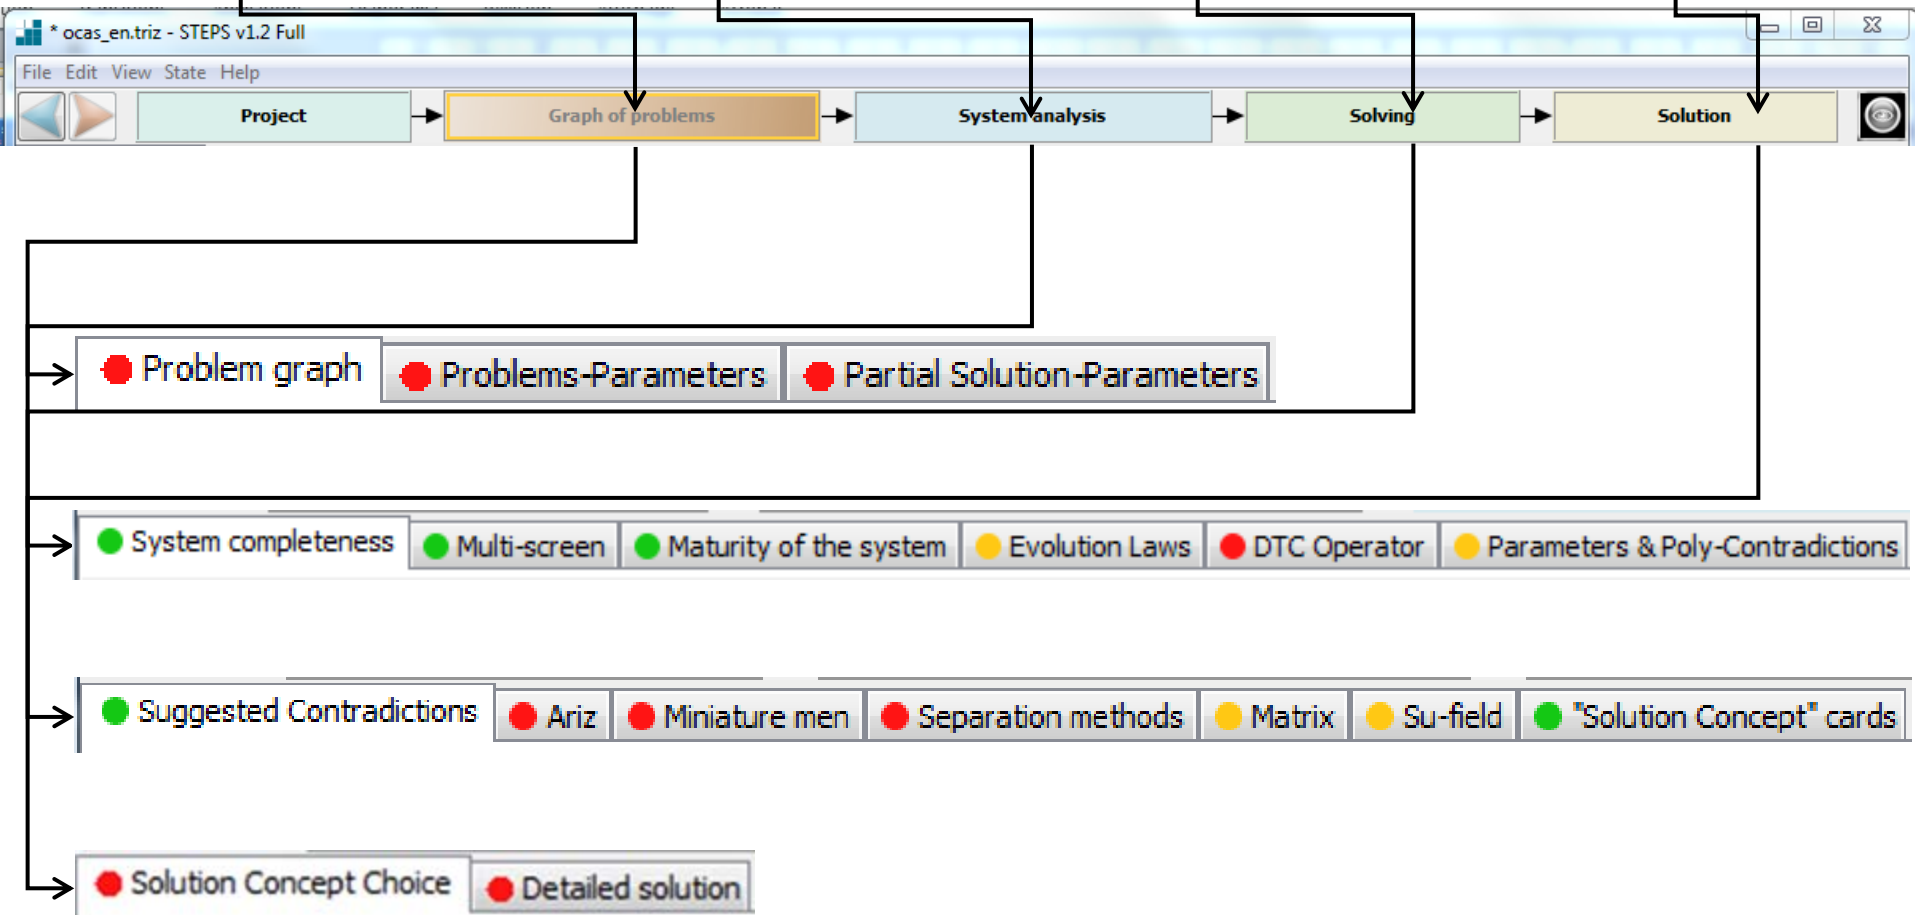 * ocas_en.triz - STEPS v1.2 Full
File Edit View State Help
Project Graph of problems System analysis Solving Solution
Problem graph Problems-Parameters Partial Solution-Parameters
System completeness Multi-screen Maturity of the system Evolution Laws DTC Operator Parameters & Poly-Contradictions
Suggested Contradictions Ariz Miniature men Separation methods Matrix Su-field "Solution Concept" cards
Solution Concept Choice Detailed solution